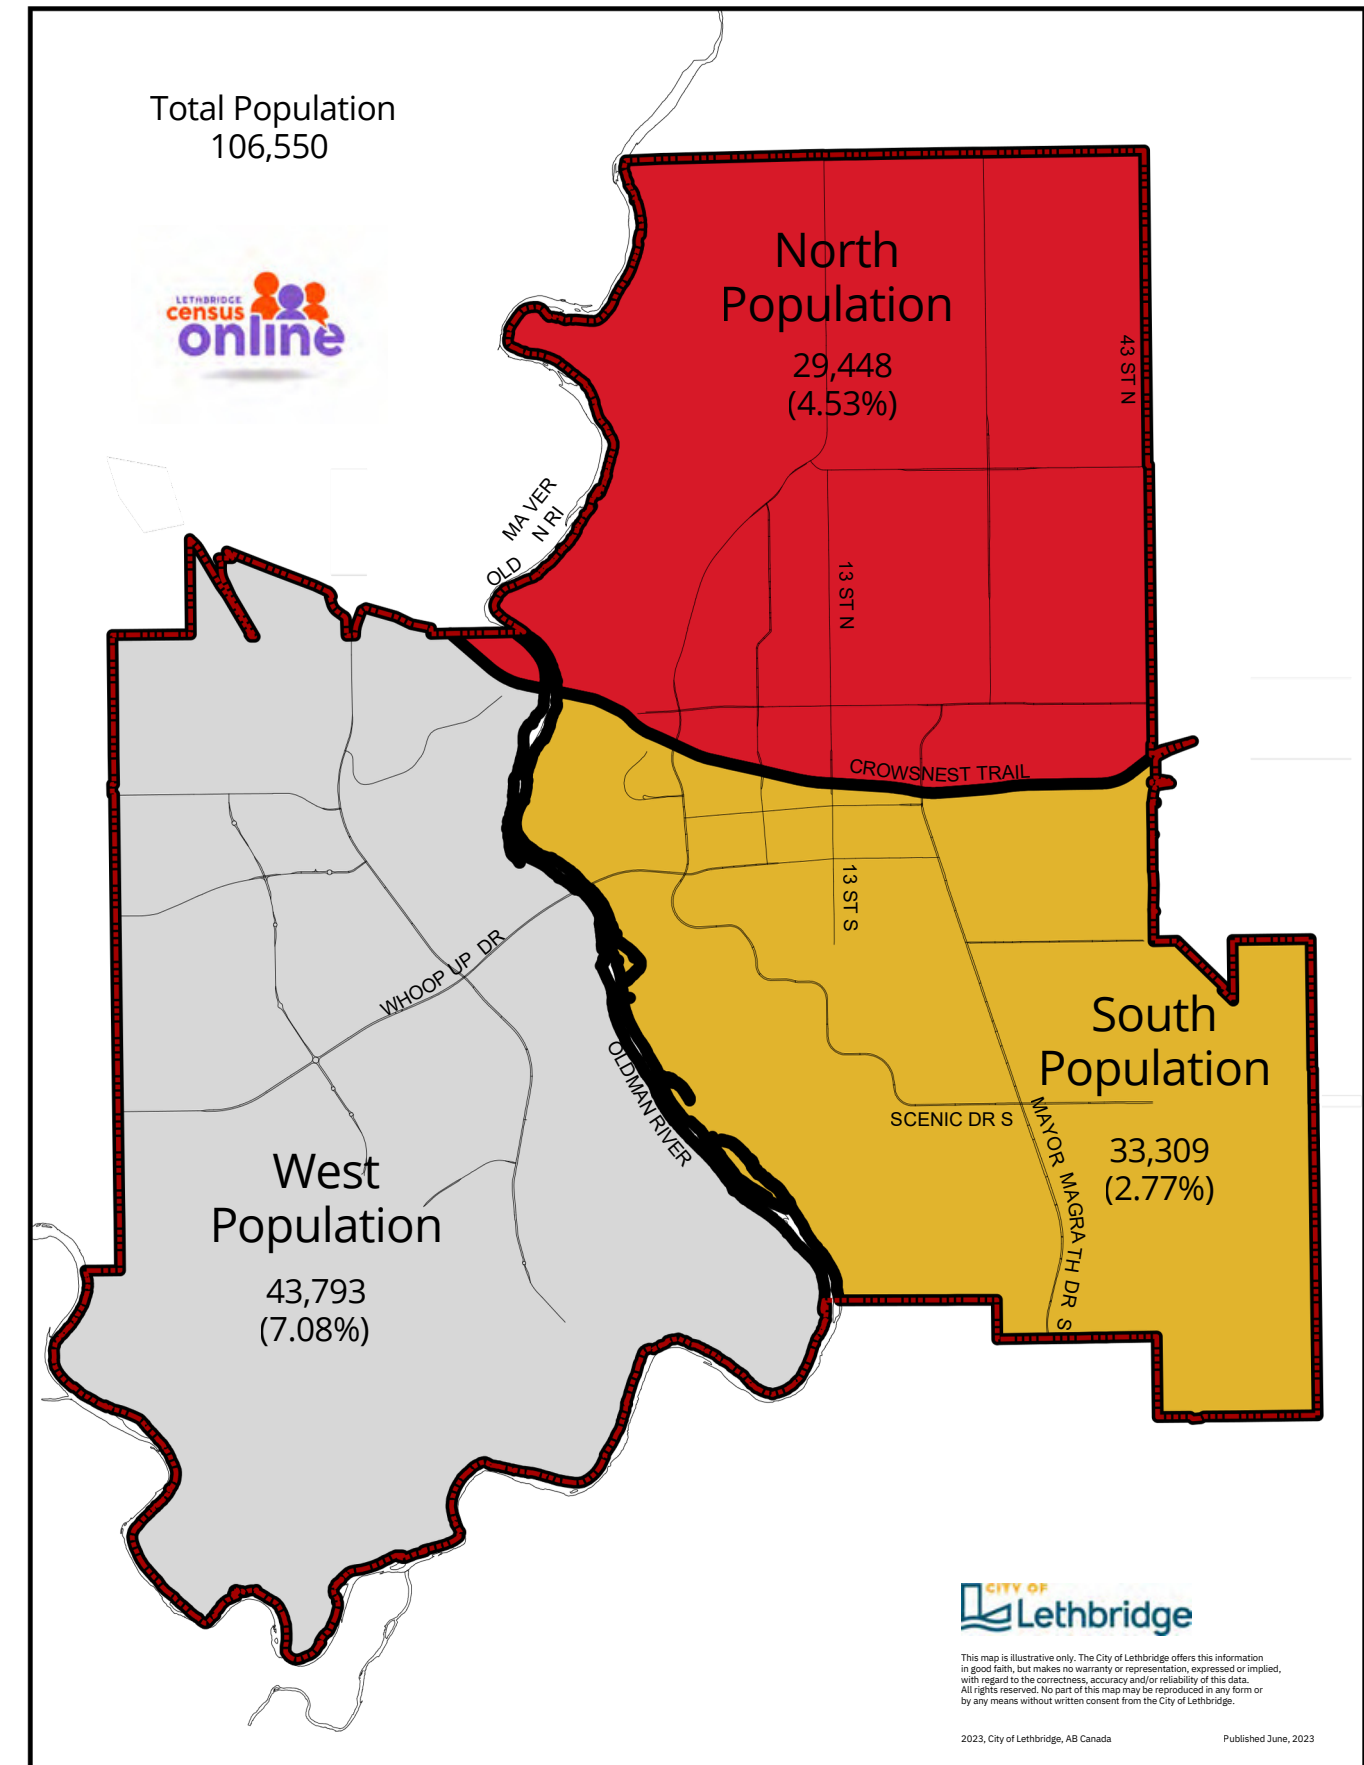 Total Population
106,550
LETHBRIDGE
census
online
North
Population
29,448
(4.53%)
43 ST N
MA VER
N RI
OLD
13 ST N
CROWSNEST TRAIL
13 ST S
WHOOP UP DR
OLDMAN RIVER
South
Population
33,309
(2.77%)
SCENIC DR S
MAYOR MAGRA TH DR S
West
Population
43,793
(7.08%)
CITY OF
Lethbridge
This map is illustrative only. The City of Lethbridge offers this information
in good faith, but makes no warranty or representation, expressed or implied,
with regard to the correctness, accuracy and/or reliability of this data.
All rights reserved. No part of this map may be reproduced in any form or
by any means without written consent from the City of Lethbridge.
2023, City of Lethbridge, AB Canada
Published June, 2023